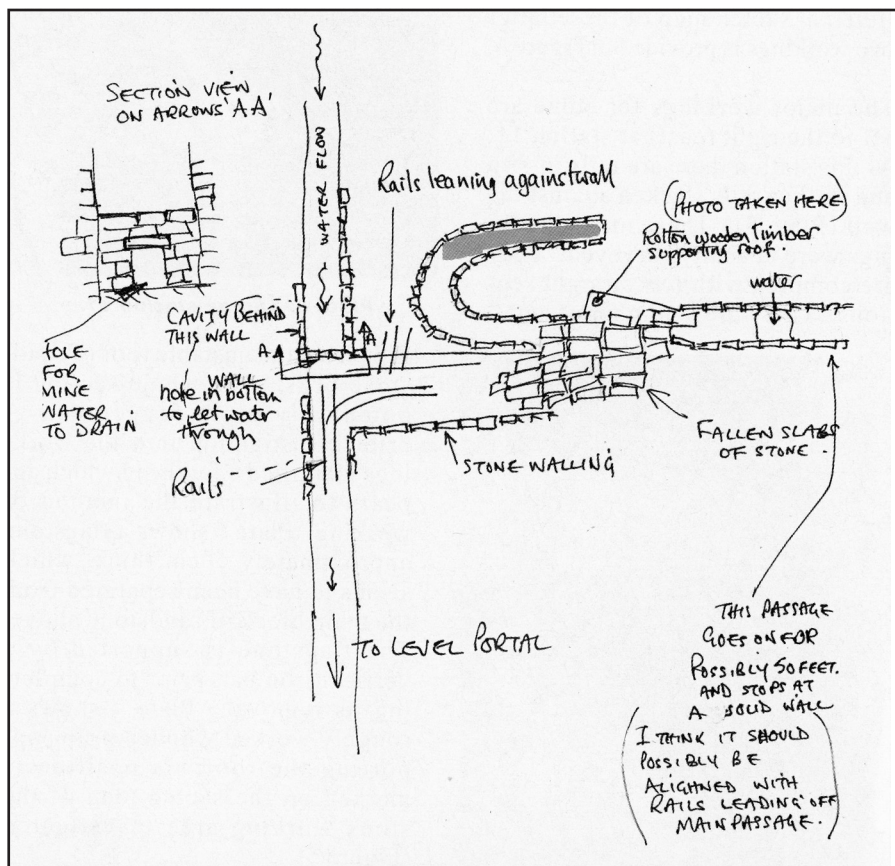 SECTION VIEW
ON ARROWS 'AA'
WATER FLOW
Rails leaning against wall
(PHOTO TAKEN HERE)
Rotton wooden timber
supporting roof.
water
CAVITY BEHIND
THIS WALL
A
A
HOLE
FOR
MINE
WATER
TO DRAIN
WALL
hole in bottom
to let water
through
Rails
STONE WALLING
FALLEN SLABS
OF STONE.
TO LEVEL PORTAL
THIS PASSAGE
GOES ON FOR
POSSIBLY 50 FEET.
AND STOPS AT
A SOLID WALL
(I THINK IT SHOULD
POSSIBLY BE
ALIGHNED WITH
RAILS LEADING OFF
MAIN PASSAGE.)